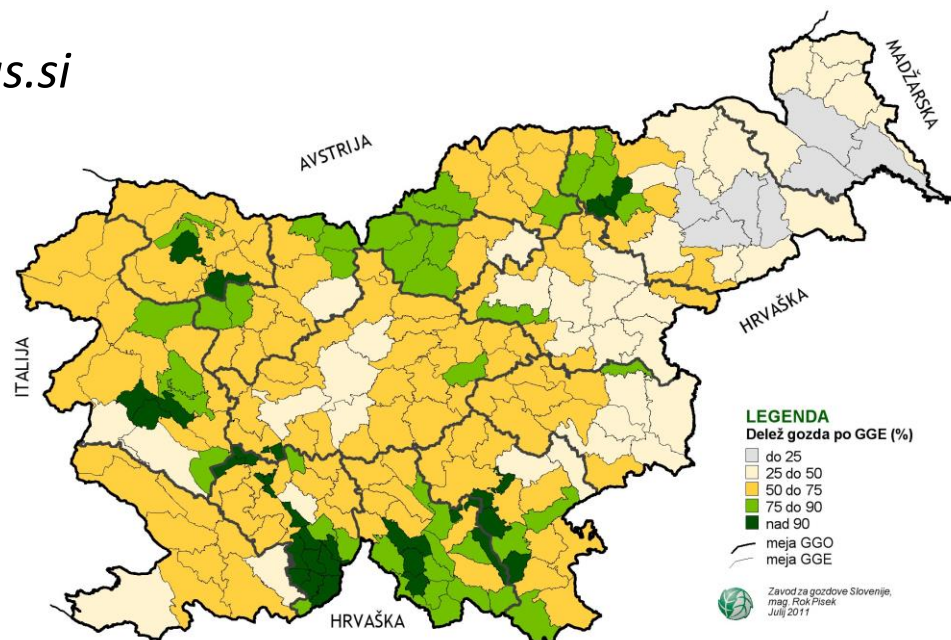 us.si
AVSTRIJA
MADŽARSKA
ITALIJA
HRVAŠKA
HRVAŠKA
LEGENDA
Delež gozda po GGE (%)
do 25
25 do 50
50 do 75
75 do 90
nad 90
meja GGO
meja GGE
Zavod za gozdove Slovenije,
mag. Rok Pisek
Julij 2011